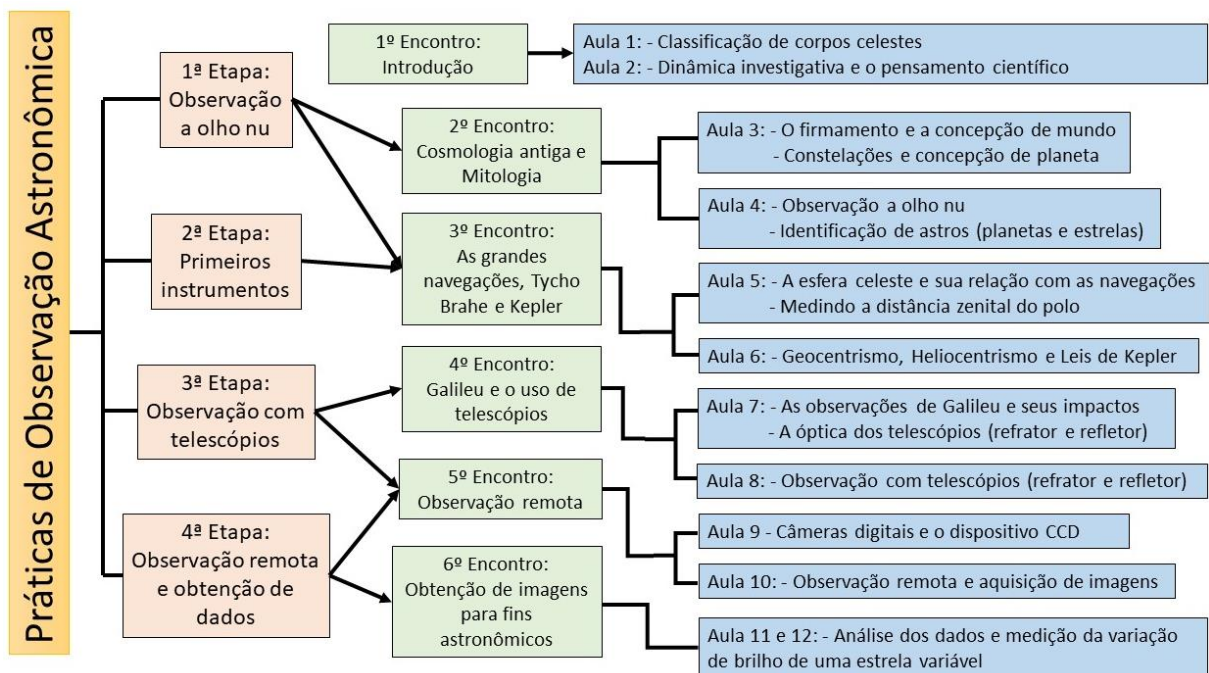 Práticas de Observação Astronômica
1ª Etapa:
Observação
a olho nu
2ª Etapa:
Primeiros
instrumentos
3ª Etapa:
Observação com
telescópios
4ª Etapa:
Observação remota
e obtenção de
dados
1º Encontro:
Introdução
2º Encontro:
Cosmologia antiga e
Mitologia
3º Encontro:
As grandes
navegações, Tycho
Brahe e Kepler
4º Encontro:
Galileu e o uso de
telescópios
5º Encontro:
Observação remota
6º Encontro:
Obtenção de imagens
para fins
astronômicos
Aula 1: - Classificação de corpos celestes
Aula 2: - Dinâmica investigativa e o pensamento científico
Aula 3: - O firmamento e a concepção de mundo
- Constelações e concepção de planeta
Aula 4: - Observação a olho nu
- Identificação de astros (planetas e estrelas)
Aula 5: - A esfera celeste e sua relação com as navegações
- Medindo a distância zenital do polo
Aula 6: - Geocentrismo, Heliocentrismo e Leis de Kepler
Aula 7: - As observações de Galileu e seus impactos
- A óptica dos telescópios (refrator e refletor)
Aula 8: - Observação com telescópios (refrator e refletor)
Aula 9 - Câmeras digitais e o dispositivo CCD
Aula 10: - Observação remota e aquisição de imagens
Aula 11 e 12: - Análise dos dados e medição da variação
de brilho de uma estrela variável